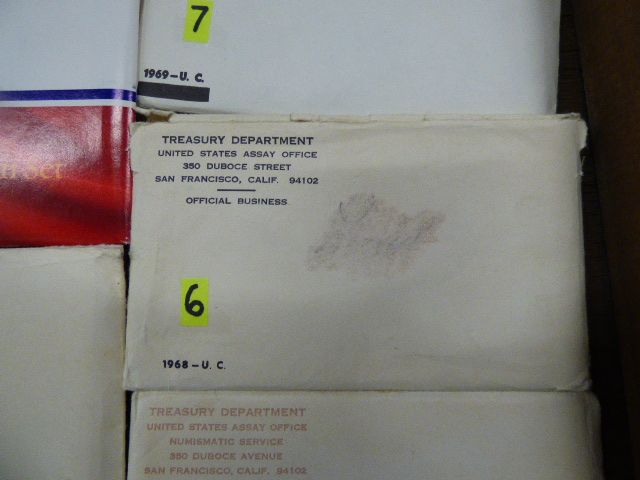 7
1969-U. C.
TREASURY DEPARTMENT
UNITED STATES ASSAY OFFICE
350 DUBOCE STREET
SAN FRANCISCO, CALIF. 94102
OFFICIAL BUSINESS
6
1968-U. C.
TREASURY DEPARTMENT
UNITED STATES ASSAY OFFICE
NUMISMATIC SERVICE
350 DUBOCE AVENUE
SAN FRANCISCO, CALIF. 94102